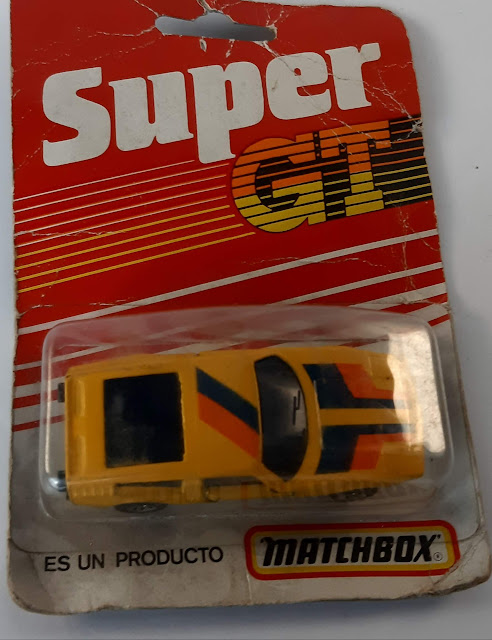 Super
GT
ES UN PRODUCTO
MATCHBOX®